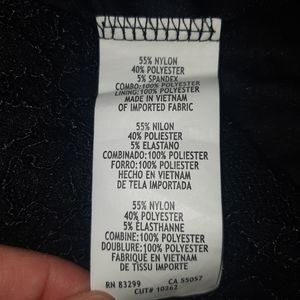 55% NYLON
40% POLYESTER
5% SPANDEX
COMBO:100% POLYESTER
LINING:100% POLYESTER
MADE IN VIETNAM
OF IMPORTED FABRIC
55% NILON
40% POLIESTER
5% ELASTANO
COMBINADO:100% POLIESTER
FORRO:100% POLIESTER
HECHO EN VIETNAM
DE TELA IMPORTADA
55% NYLON
40% POLYESTER
5% ELASTHANNE
COMBINE:100% POLYESTER
DOUBLURE:100% POLYESTER
FABRIQUÉ EN VIETNAM
DE TISSU IMPORTE
RN 83299 CA 55057
CUT# 10262